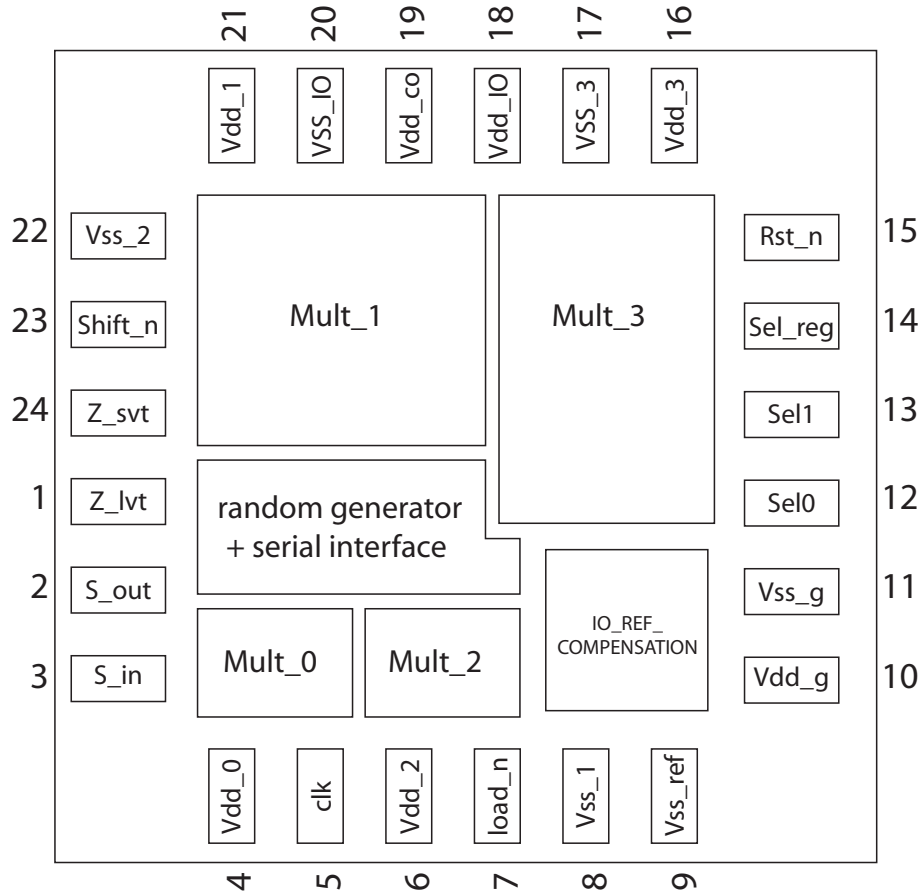 21 20 19 18 17 16
Vdd_1 VSS_IO Vdd_co Vdd_IO VSS_3 Vdd_3
22 Vss_2 Rst_n 15
23 Shift_n Mult_1 Mult_3 Sel_reg 14
24 Z_svt Sel1 13
1 Z_lvt random generator Sel0 12
+ serial interface
2 S_out Vss_g 11
IO_REF_
COMPENSATION
3 S_in Mult_0 Mult_2 Vdd_g 10
Vdd_0 clk Vdd_2 load_n Vss_1 Vss_ref
4 5 6 7 8 9